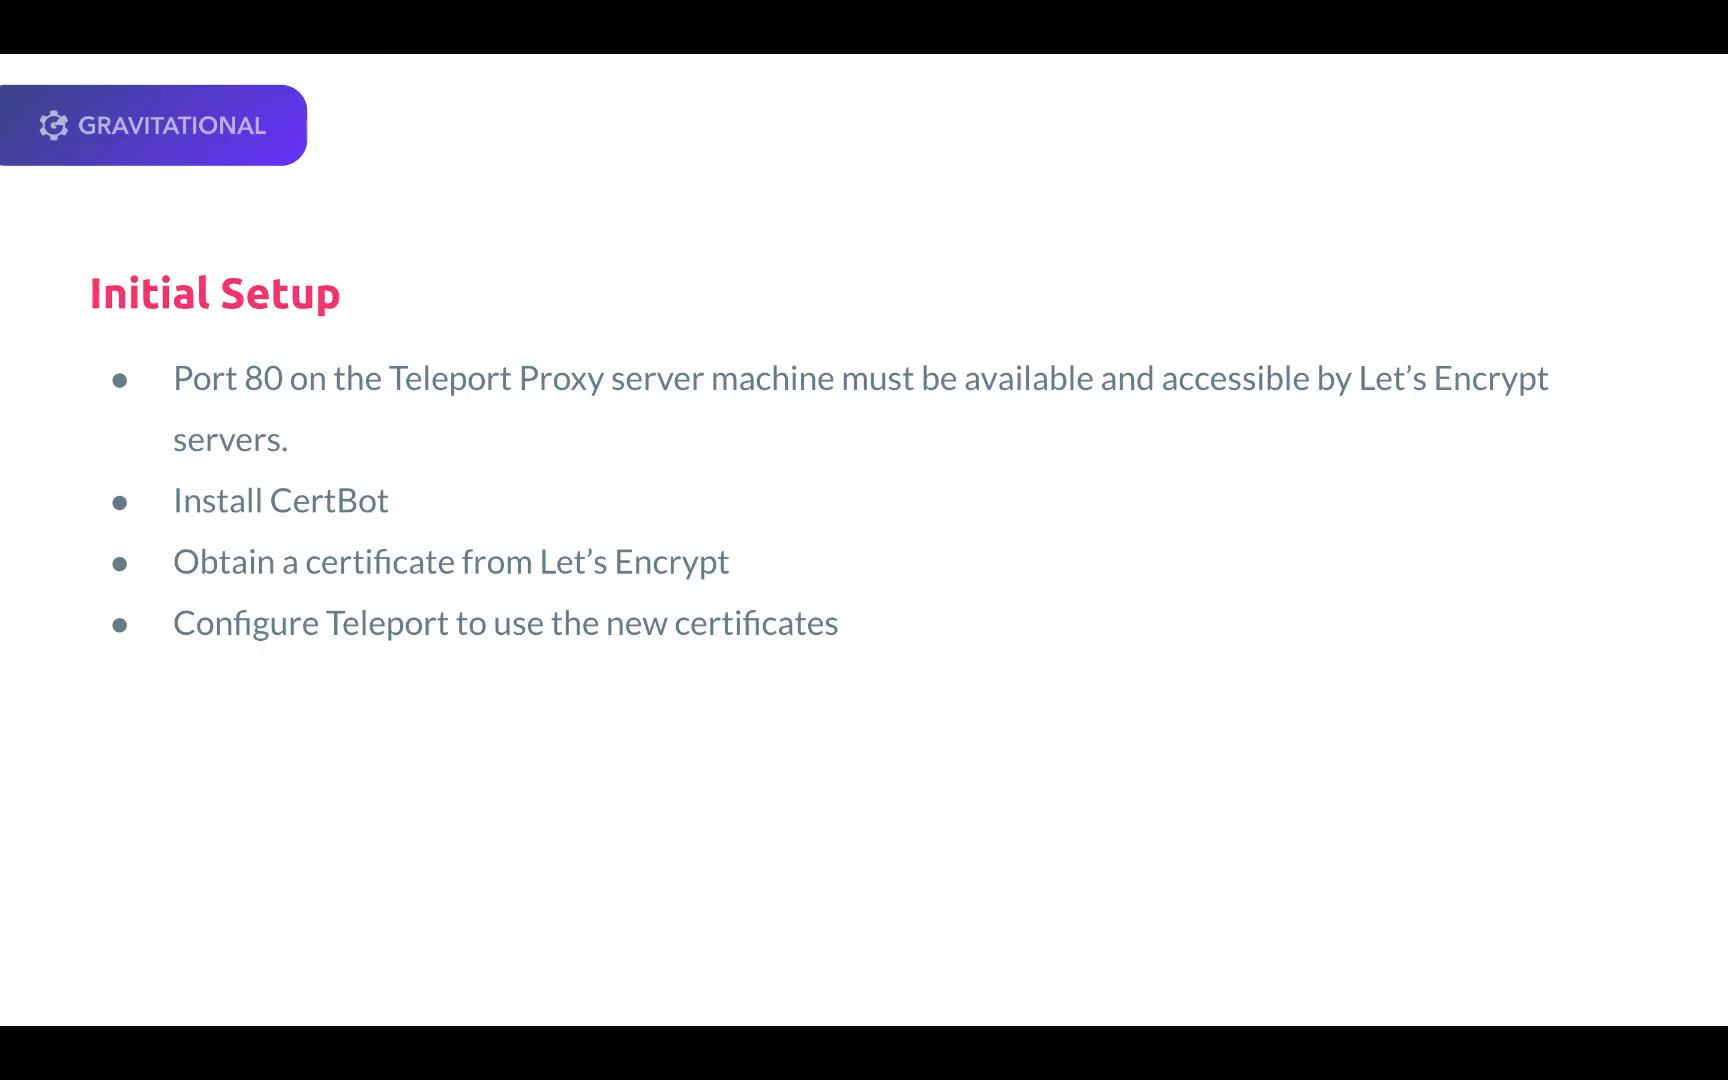 GRAVITATIONAL
Initial Setup
● Port 80 on the Teleport Proxy server machine must be available and accessible by Let’s Encrypt
servers.
● Install CertBot
● Obtain a certificate from Let’s Encrypt
● Configure Teleport to use the new certificates